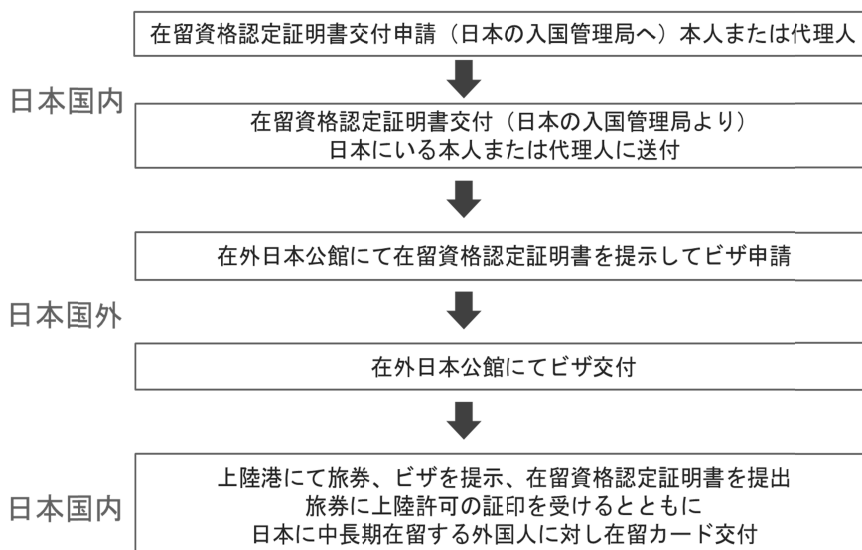 在留資格認定証明書交付申請（日本の入国管理局へ）本人または代理人
日本国内
在留資格認定証明書交付（日本の入国管理局より）
日本にいる本人または代理人に送付
在外日本公館にて在留資格認定証明書を提示してビザ申請
日本国外
在外日本公館にてビザ交付
上陸港にて旅券、ビザを提示、在留資格認定証明書を提出
日本国内
旅券に上陸許可の証印を受けるとともに
日本に中長期在留する外国人に対し在留カード交付